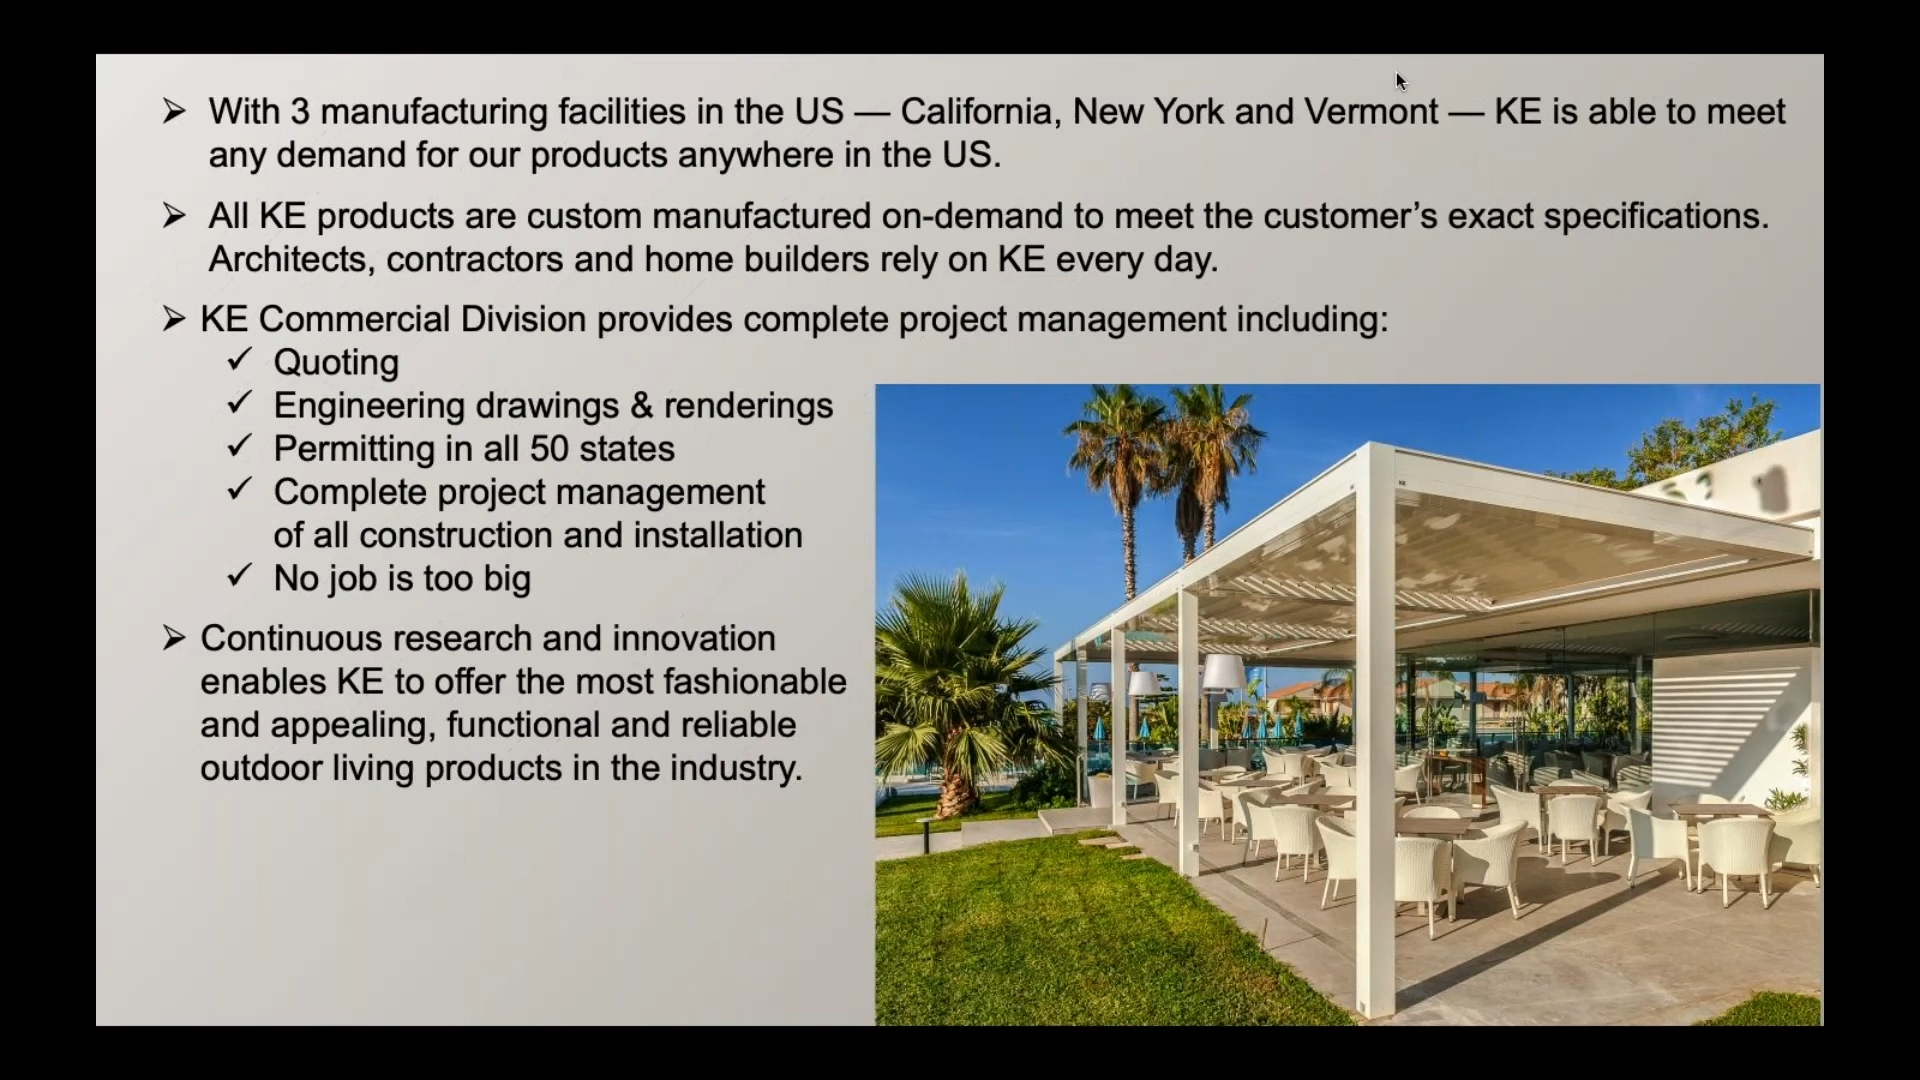 ➢ With 3 manufacturing facilities in the US — California, New York and Vermont — KE is able to meet
any demand for our products anywhere in the US.
➢ All KE products are custom manufactured on-demand to meet the customer’s exact specifications.
Architects, contractors and home builders rely on KE every day.
➢ KE Commercial Division provides complete project management including:
✓ Quoting
✓ Engineering drawings & renderings
✓ Permitting in all 50 states
✓ Complete project management
of all construction and installation
✓ No job is too big
➢ Continuous research and innovation
enables KE to offer the most fashionable
and appealing, functional and reliable
outdoor living products in the industry.